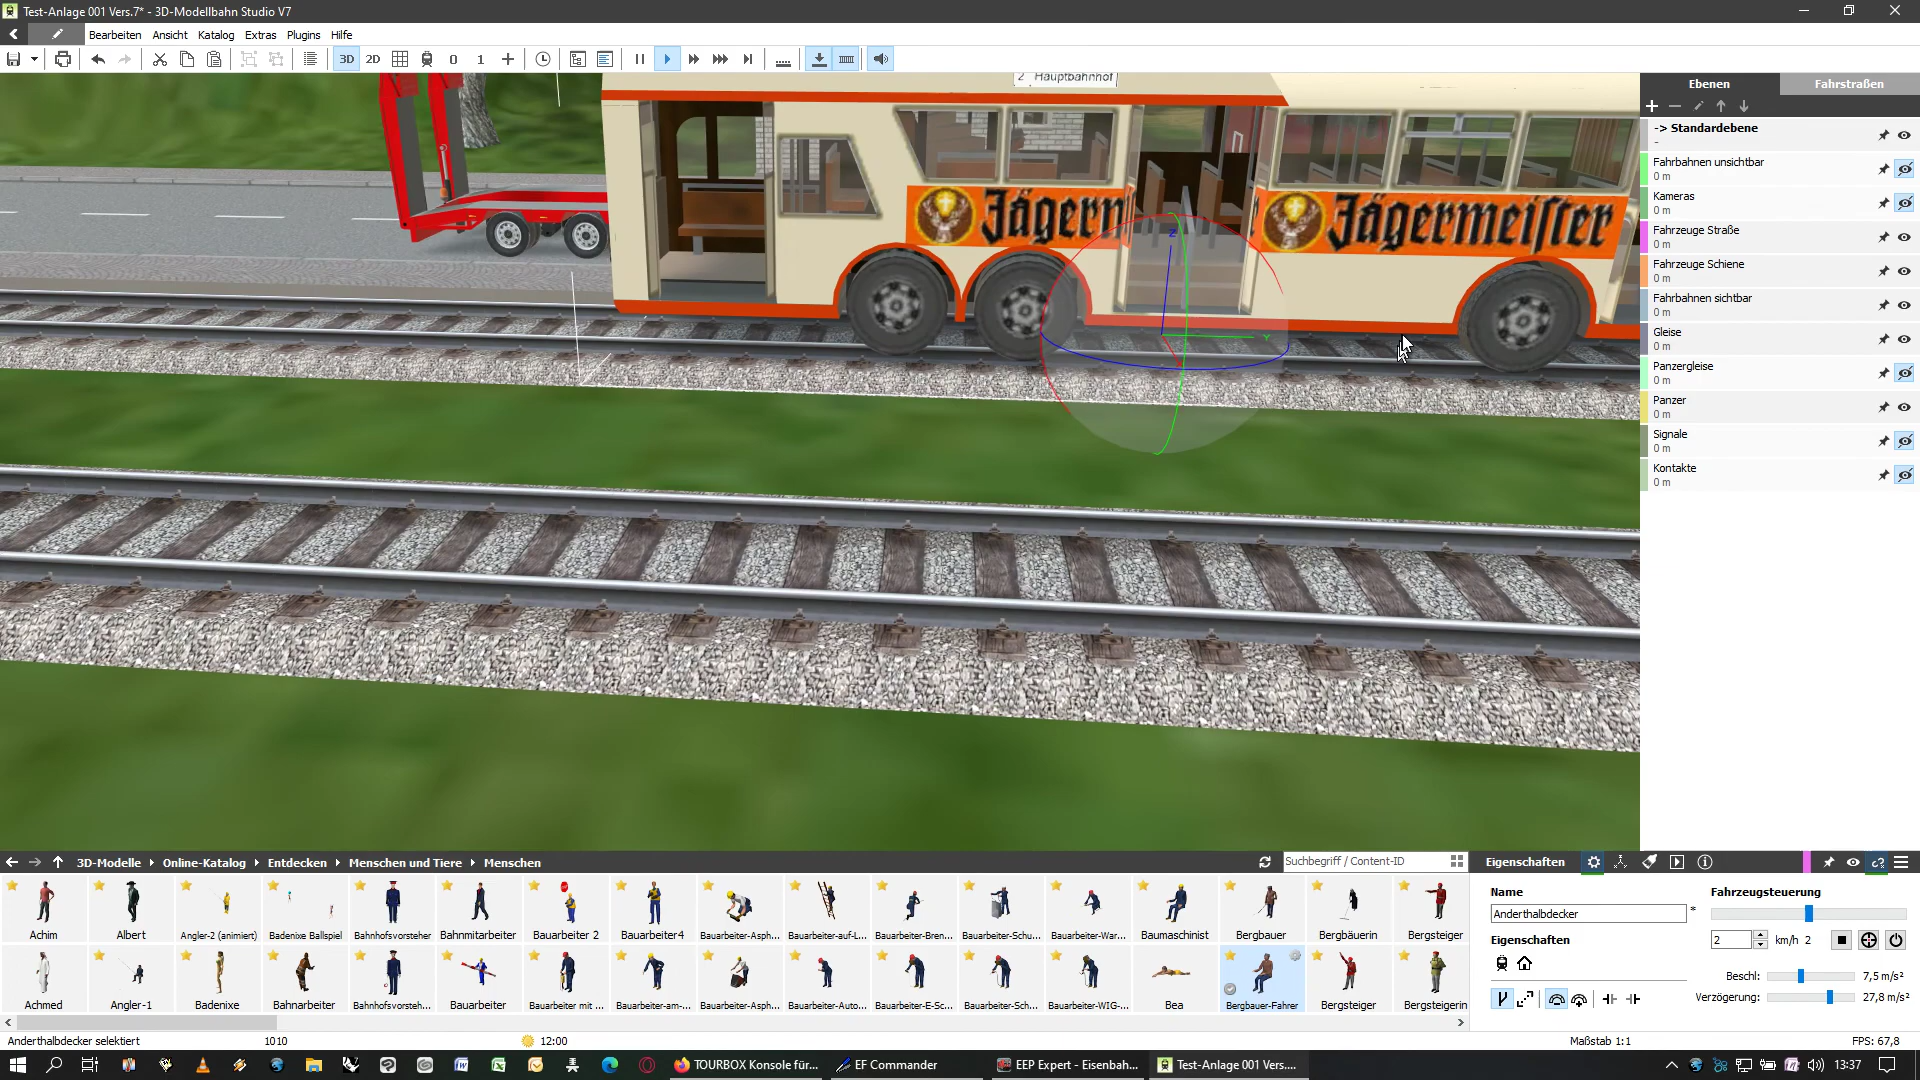 Test-Anlage 001 Vers.7* - 3D-Modellbahn Studio V7
Bearbeiten Ansicht Katalog Extras Plugins Hilfe
3D 2D 0 1
2 Hauptbahnhof
Jägerm
Jägermeister
Z
Y
Ebenen Fahrstraßen
-> Standardebene
-
Fahrbahnen unsichtbar
0 m
Kameras
0 m
Fahrzeuge Straße
0 m
Fahrzeuge Schiene
0 m
Fahrbahnen sichtbar
0 m
Gleise
0 m
Panzergleise
0 m
Panzer
0 m
Signale
0 m
Kontakte
0 m
3D-Modelle Online-Katalog Entdecken Menschen und Tiere Menschen
Suchbegriff / Content-ID
Achim Albert Angler-2 (animiert) Badenixe Ballspiel Bahnhofsvorsteher Bahnmitarbeiter Bauarbeiter 2 Bauarbeiter4 Bauarbeiter-Asph... Bauarbeiter-auf-L... Bauarbeiter-Bren... Bauarbeiter-Schu... Bauarbeiter-War... Baumaschinist Bergbauer Bergbäuerin Bergsteiger
Achmed Angler-1 Badenixe Bahnarbeiter Bahnhofsvorsteh... Bauarbeiter Bauarbeiter mit ... Bauarbeiter-am-... Bauarbeiter-Asph... Bauarbeiter-Auto... Bauarbeiter-E-Sc... Bauarbeiter-Sch... Bauarbeiter-WIG-... Bea Bergbauer-Fahrer Bergsteiger Bergsteigerin
Eigenschaften
Name
Anderthalbdecker *
Eigenschaften
Fahrzeugsteuerung
2 km/h 2
Beschl: 7,5 m/s²
Verzögerung: 27,8 m/s²
Anderthalbdecker selektiert 1010 12:00 Maßstab 1:1 FPS: 67,8
TOURBOX Konsole für... EF Commander EEP Expert - Eisenbah... Test-Anlage 001 Vers.... 13:37